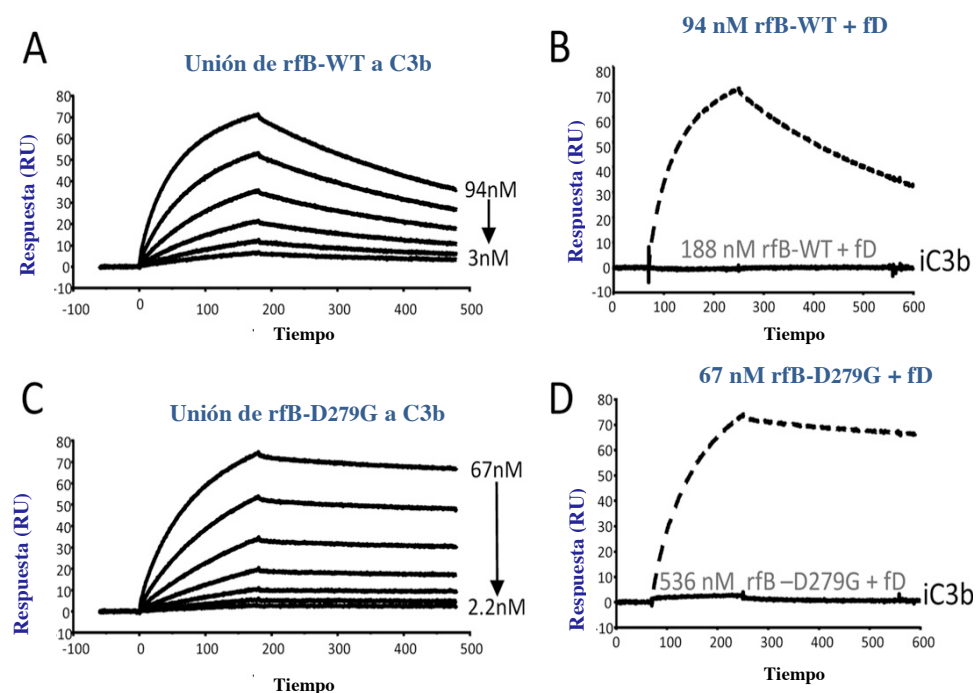 A
Unión de rfB-WT a C3b
Respuesta (RU)
80
70
60
50
40
30
20
10
0
10
-100
0
100
200
300
400
500
94nM
3nM
Tiempo
B
94 nM rfB-WT + fD
Respuesta (RU)
80
70
60
50
40
30
20
10
0
-10
0
100
200
300
400
500
600
188 nM rfB-WT + fD
iC3b
Tiempo
C
Unión de rfB-D279G a C3b
Respuesta (RU)
80
70
60
50
40
30
20
10
0
10
-100
0
100
200
300
400
500
67nM
2.2nM
Tiempo
D
67 nM rfB-D279G + fD
Respuesta (RU)
80
70
60
50
40
30
20
10
0
-10
0
100
200
300
400
500
600
536 nM rfB –D279G + fD
iC3b
Tiempo